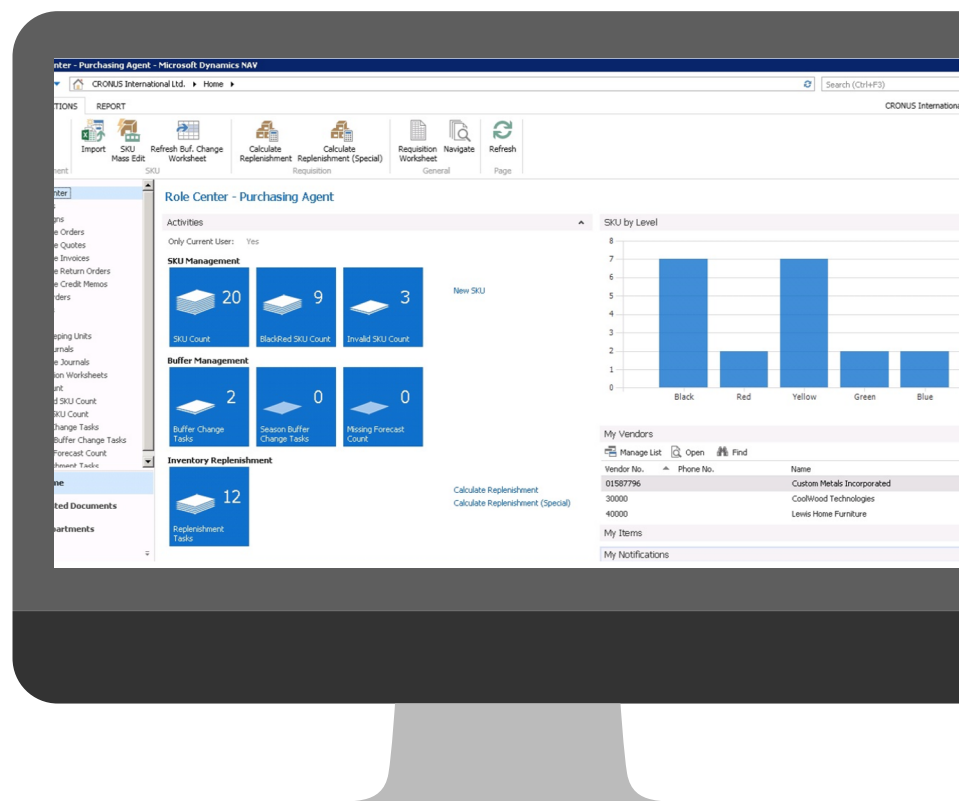 nter - Purchasing Agent - Microsoft Dynamics NAV
CRONUS International Ltd. Home
Search (Ctrl+F3)
TIONS REPORT
CRONUS Internationa
Import
SKU Mass Edit
Refresh Buf. Change Worksheet
Calculate Replenishment
Calculate Replenishment (Special)
Requisition Worksheet
Navigate
Refresh
ment
SKU
Requisition
General
Page
nter
gns
e Orders
e Quotes
e Invoices
e Return Orders
e Credit Memos
rders
eping Units
urnals
e Journals
ion Worksheets
unt
d SKU Count
SKU Count
Change Tasks
Buffer Change Tasks
Forecast Count
hment Tasks
me
ted Documents
artments
Role Center - Purchasing Agent
Activities
Only Current User: Yes
SKU Management
20
SKU Count
9
BlackRed SKU Count
3
Invalid SKU Count
New SKU
Buffer Management
2
Buffer Change
Tasks
0
Season Buffer
Change Tasks
0
Missing Forecast
Count
Inventory Replenishment
12
Replenishment
Tasks
Calculate Replenishment
Calculate Replenishment (Special)
SKU by Level
8
7
6
5
4
3
2
1
0
Black Red Yellow Green Blue
My Vendors
Manage List Open Find
Vendor No. Phone No. Name
01587796 Custom Metals Incorporated
30000 CoolWood Technologies
40000 Lewis Home Furniture
My Items
My Notifications